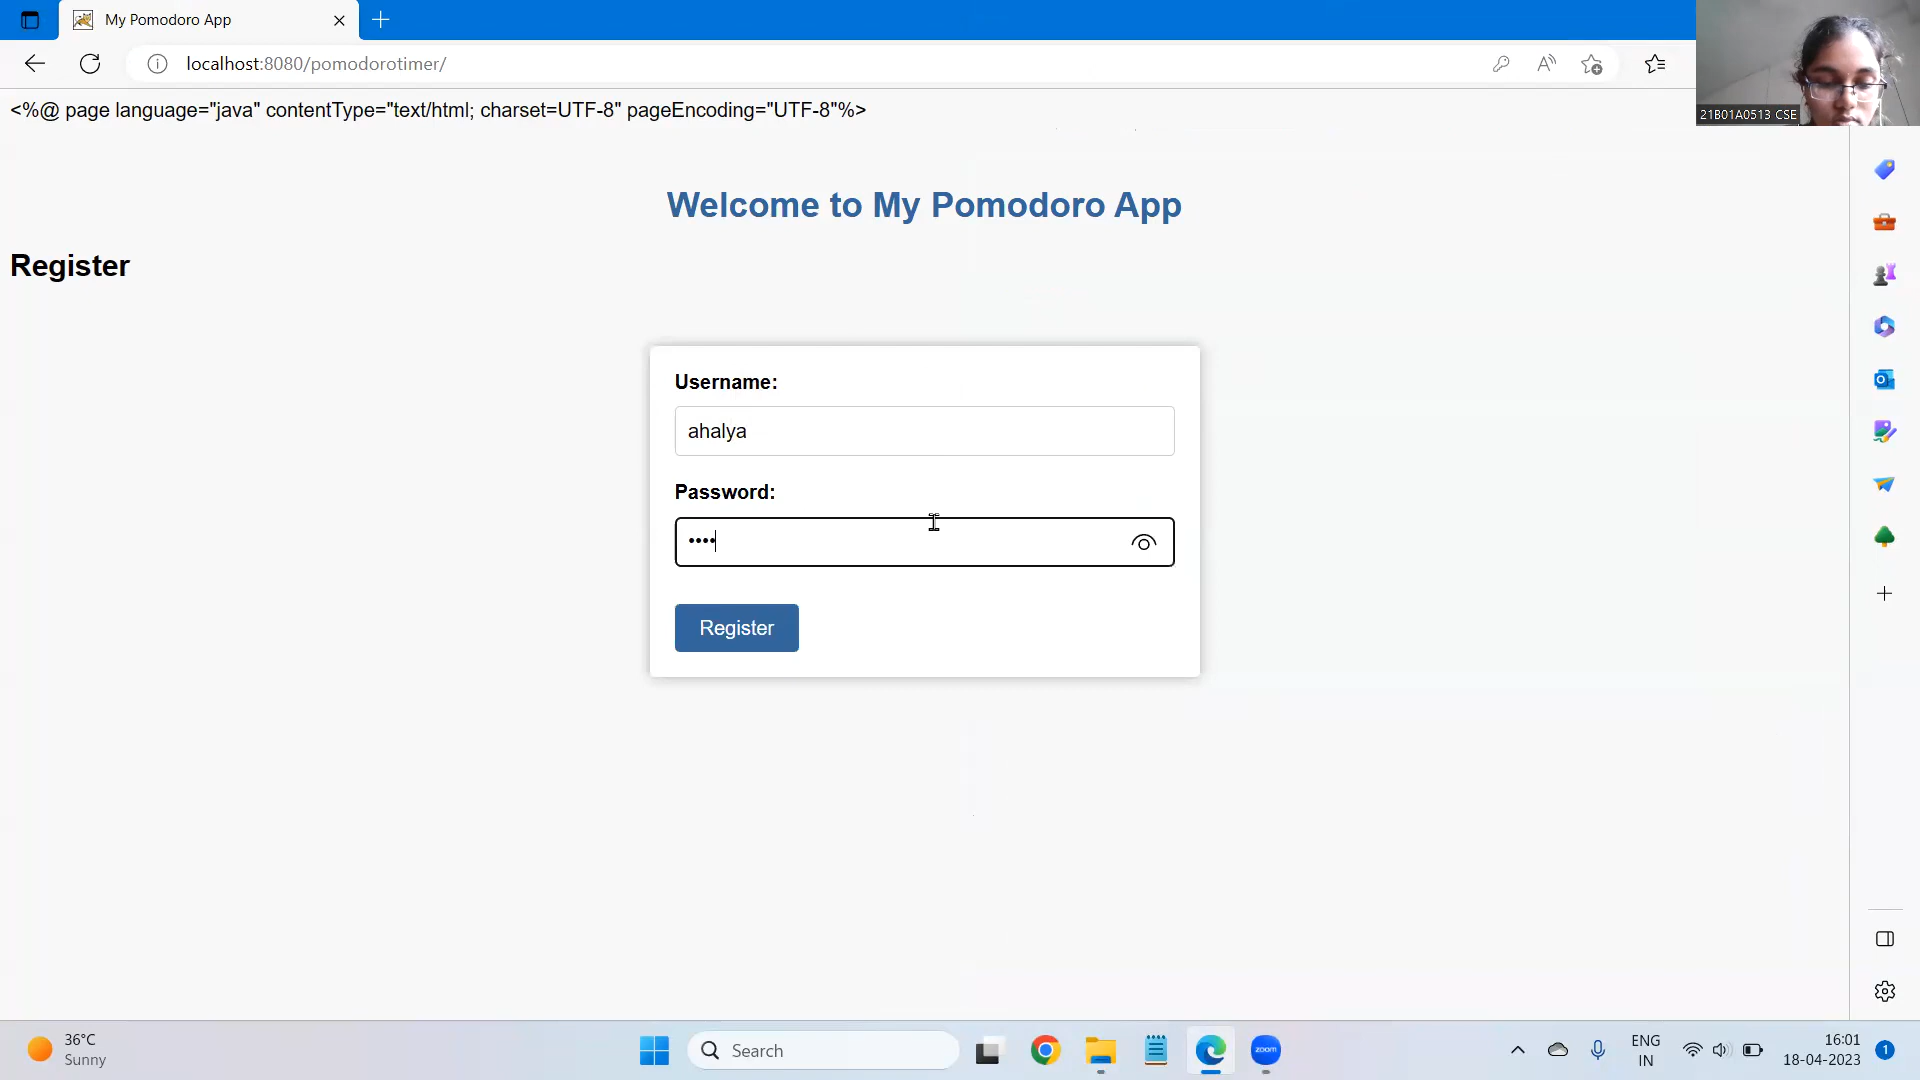 My Pomodoro App
localhost:8080/pomodorotimer/
<%@ page language="java" contentType="text/html; charset=UTF-8" pageEncoding="UTF-8"%>
21B01A0513 CSE
Welcome to My Pomodoro App
Register
Username:
ahalya
Password:
••••
Register
36°C
Sunny
Search
zoom
ENG
IN
16:01
18-04-2023
1